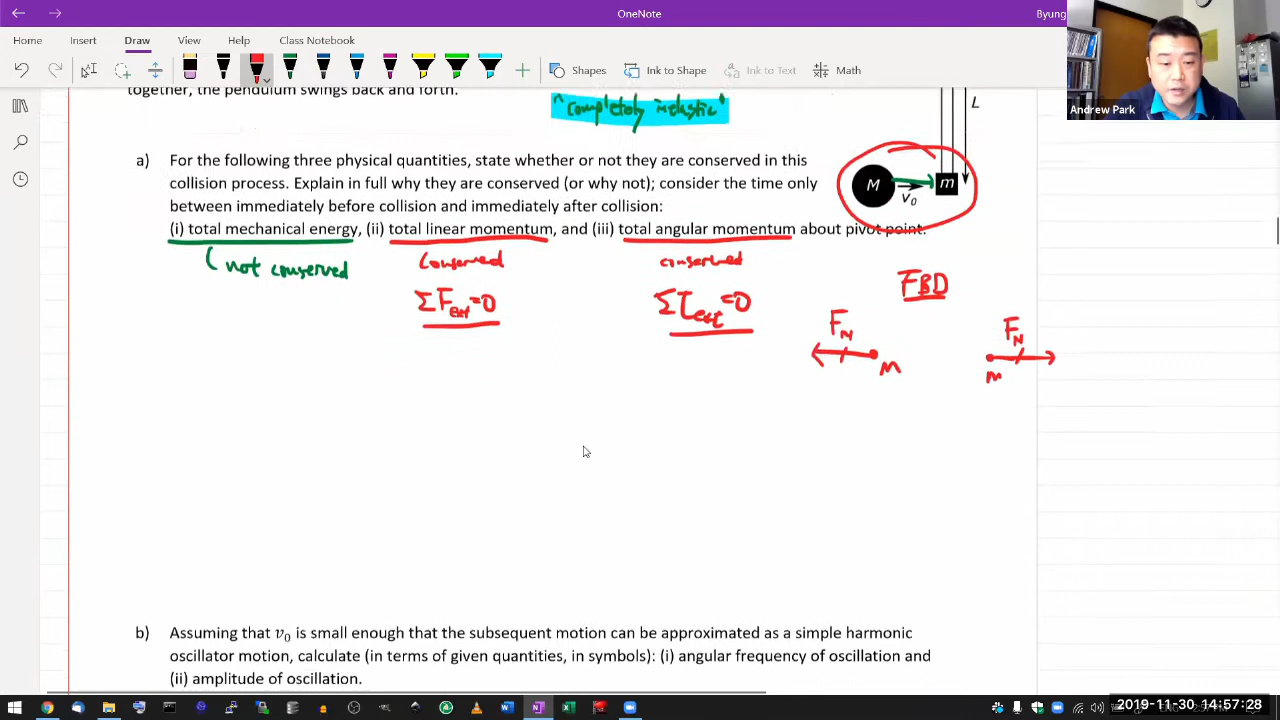 OneNote
Byung
Home Insert Draw View Help Class Notebook
Shapes Ink to Shape Ink to Text Math
Andrew Park
together, the pendulum swings back and forth.
"Completely inelastic"
L
a) For the following three physical quantities, state whether or not they are conserved in this
collision process. Explain in full why they are conserved (or why not); consider the time only
between immediately before collision and immediately after collision:
(i) total mechanical energy, (ii) total linear momentum, and (iii) total angular momentum about pivot point.
M m
v₀
not conserved
Conserved
conserved
ΣF_ext=0
Στ_ext=0
FBD
F_N
M
F_N
m
b) Assuming that v₀ is small enough that the subsequent motion can be approximated as a simple harmonic
oscillator motion, calculate (in terms of given quantities, in symbols): (i) angular frequency of oscillation and
(ii) amplitude of oscillation.
2019-11-30 14:57:28